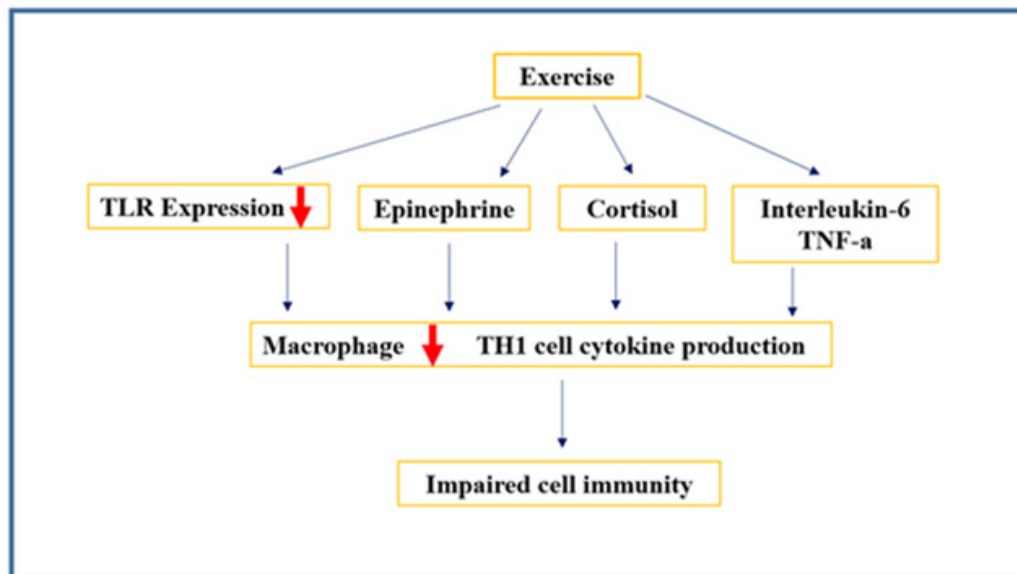 Exercise
TLR Expression
Epinephrine
Cortisol
Interleukin-6
TNF-a
Macrophage
TH1 cell cytokine production
Impaired cell immunity